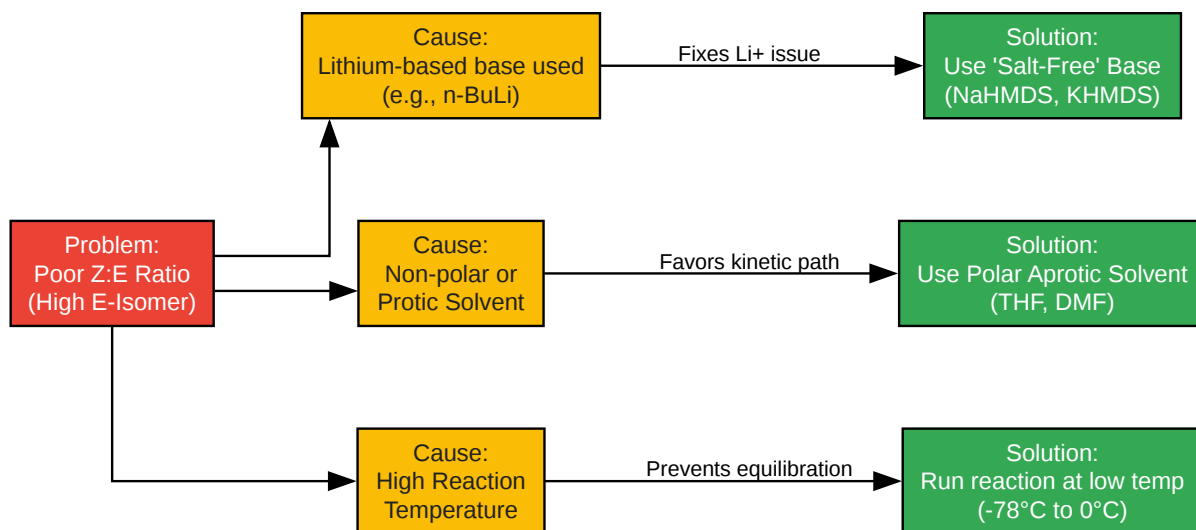 Cause:
Lithium-based base used
(e.g., n-BuLi)
Fixes Li+ issue
Solution:
Use 'Salt-Free' Base
(NaHMDS, KHMDS)
Problem:
Poor Z:E Ratio
(High E-Isomer)
Cause:
Non-polar or
Protic Solvent
Favors kinetic path
Solution:
Use Polar Aprotic Solvent
(THF, DMF)
Cause:
High Reaction
Temperature
Prevents equilibration
Solution:
Run reaction at low temp
(-78°C to 0°C)